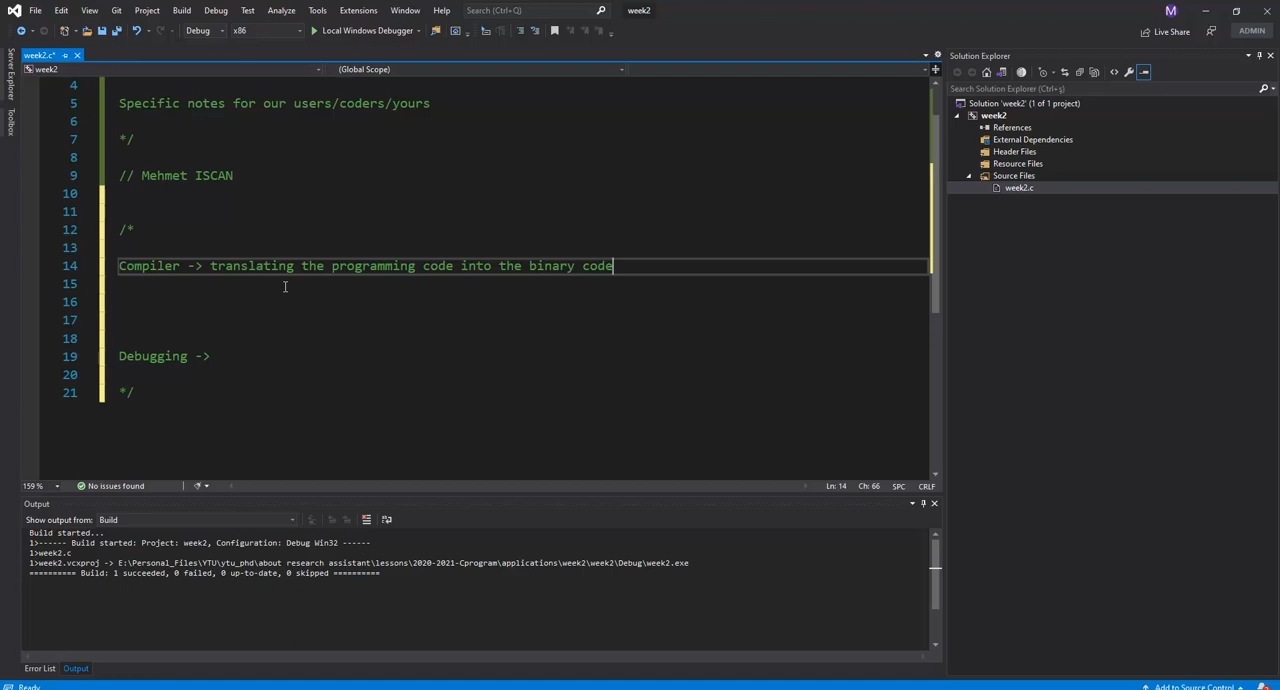 File Edit View Git Project Build Debug Test Analyze Tools Extensions Window Help Search (Ctrl+Q) week2 M
Debug x86 Local Windows Debugger Live Share ADMIN
Server Explorer
Toolbox
week2.c*
week2 (Global Scope)
4
5 Specific notes for our users/coders/yours
6
7 */
8
9 // Mehmet ISCAN
10
11
12 /*
13
14 Compiler -> translating the programming code into the binary code
15
16
17
18
19 Debugging ->
20
21 */
159 % No issues found Ln: 14 Ch: 66 SPC CRLF
Output
Show output from: Build
Build started...
1>------ Build started: Project: week2, Configuration: Debug Win32 ------
1>week2.c
1>week2.vcxproj -> E:\Personal_Files\YTU\ytu_phd\about research assistant\lessons\2020-2021-Cprogram\applications\week2\week2\Debug\week2.exe
========== Build: 1 succeeded, 0 failed, 0 up-to-date, 0 skipped ==========
Error List Output
Solution Explorer
Search Solution Explorer (Ctrl+ş)
Solution 'week2' (1 of 1 project)
week2
References
External Dependencies
Header Files
Resource Files
Source Files
week2.c
Ready Add to Source Control